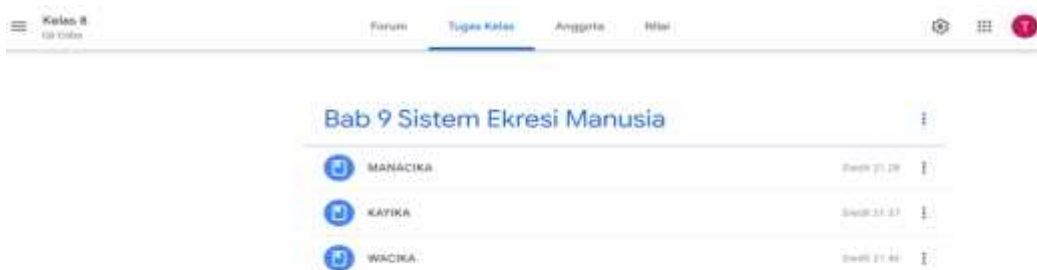 Kelas 8
Forum
Tugas Kelas
Anggota
Nilai
T
Bab 9 Sistem Ekresi Manusia
MANACIKA
KAYIKA
WACIKA